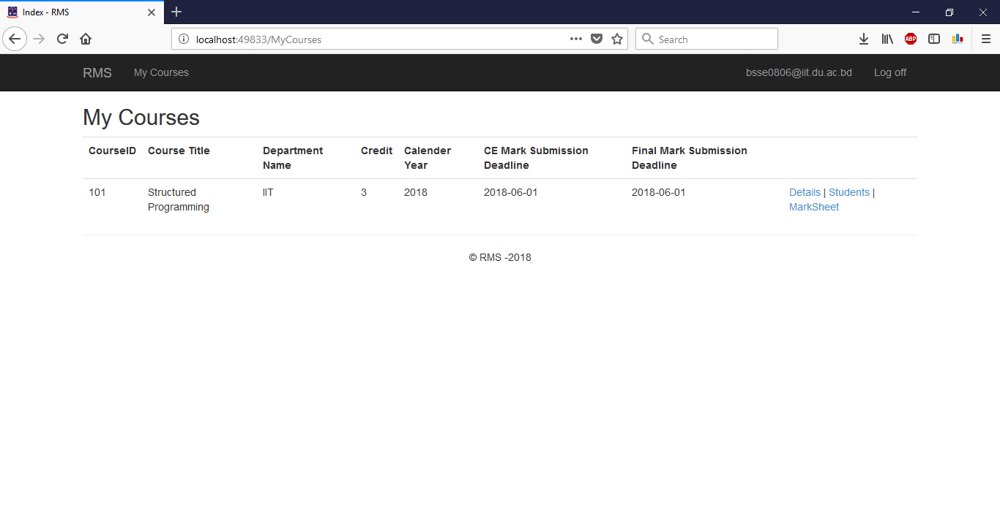 Index - RMS
localhost:49833/MyCourses
Search
ABP
RMS My Courses bsse0806@iit.du.ac.bd Log off
My Courses
CourseID Course Title Department Name Credit Calender Year CE Mark Submission Deadline Final Mark Submission Deadline
101 Structured Programming IIT 3 2018 2018-06-01 2018-06-01 Details | Students | MarkSheet
© RMS -2018